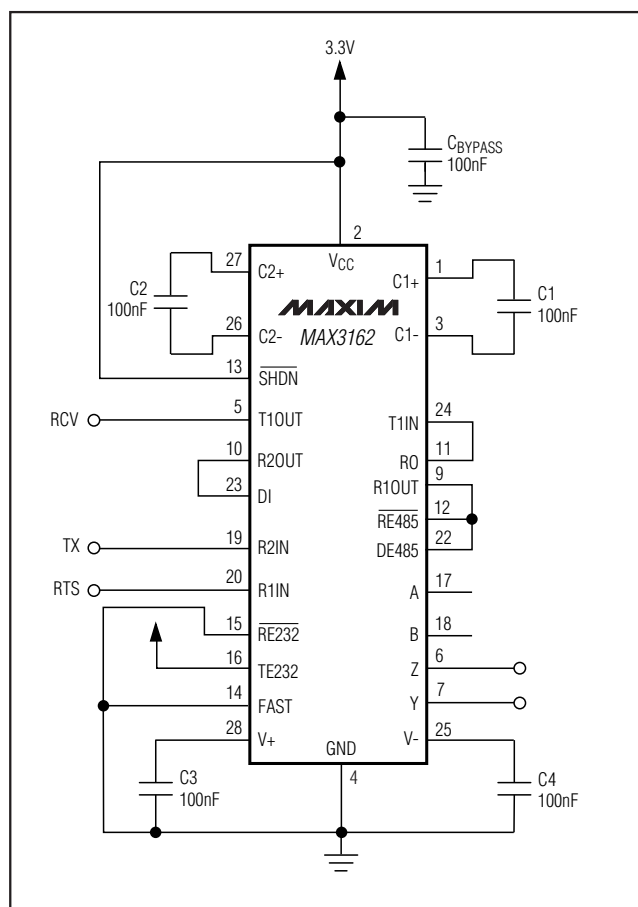 3.3V
CBYPASS
100nF
2
VCC
27
C2+
C1+
1
C2
100nF
C1
100nF
MAXIM
MAX3162
26
C2-
C1-
3
13
SHDN
RCV
5
T1OUT
T1IN
24
10
R2OUT
RO
11
23
DI
R1OUT
9
RE485
12
TX
19
R2IN
DE485
22
RTS
20
R1IN
A
17
15
RE232
B
18
16
TE232
Z
6
14
FAST
Y
7
28
V+
V-
25
GND
4
C3
100nF
C4
100nF